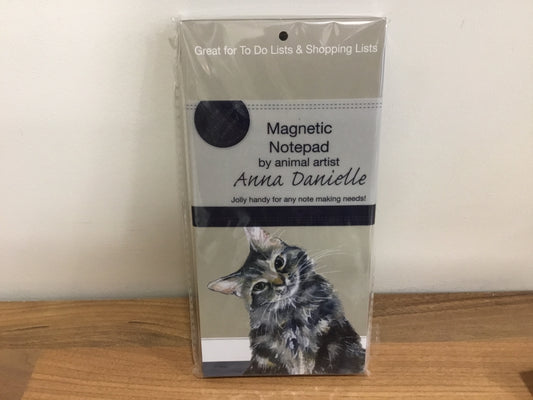 Great for To Do Lists & Shopping Lists
Magnetic
Notepad
by animal artist
Anna Danielle
Jolly handy for any note making needs!